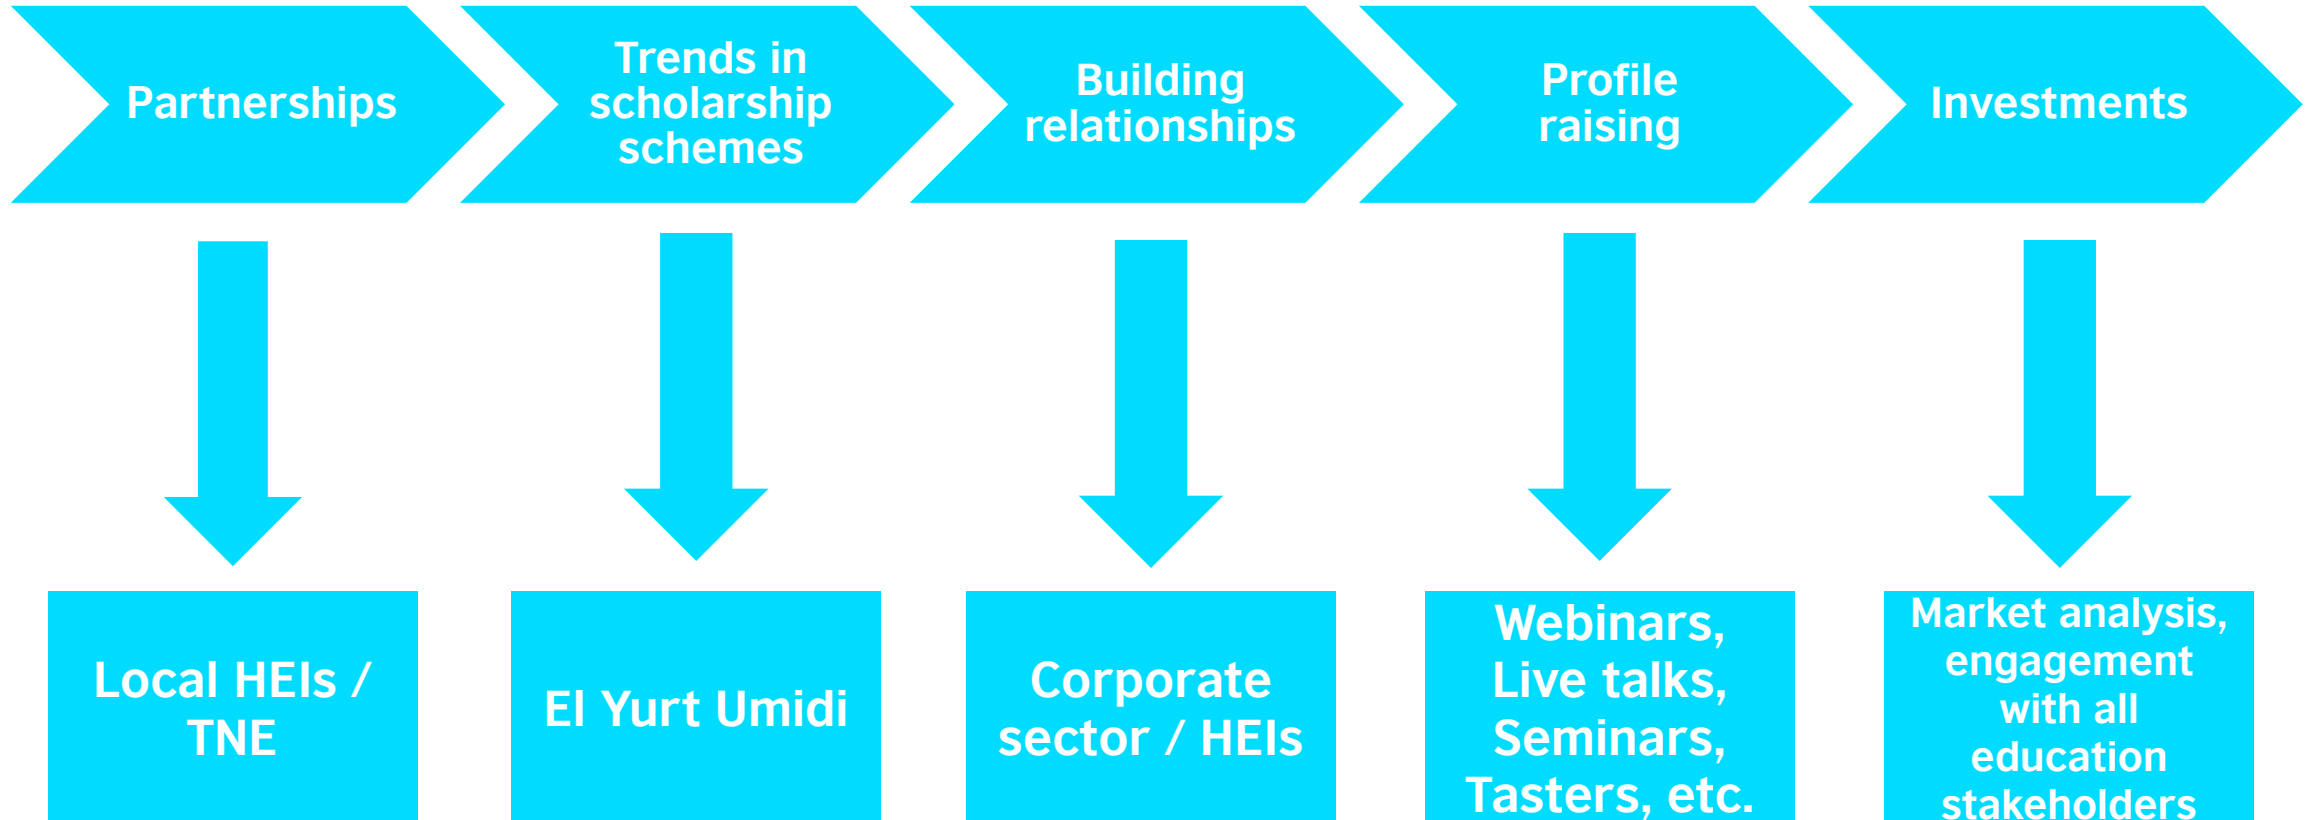 Partnerships
Trends in
scholarship
schemes
Building
relationships
Profile
raising
Investments
Local HEIs /
TNE
El Yurt Umidi
Corporate
sector / HEIs
Webinars,
Live talks,
Seminars,
Tasters, etc.
Market analysis,
engagement
with all
education
stakeholders